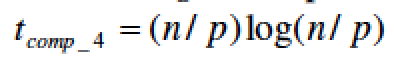 t_comp_4 = (n/ p)log(n/ p)